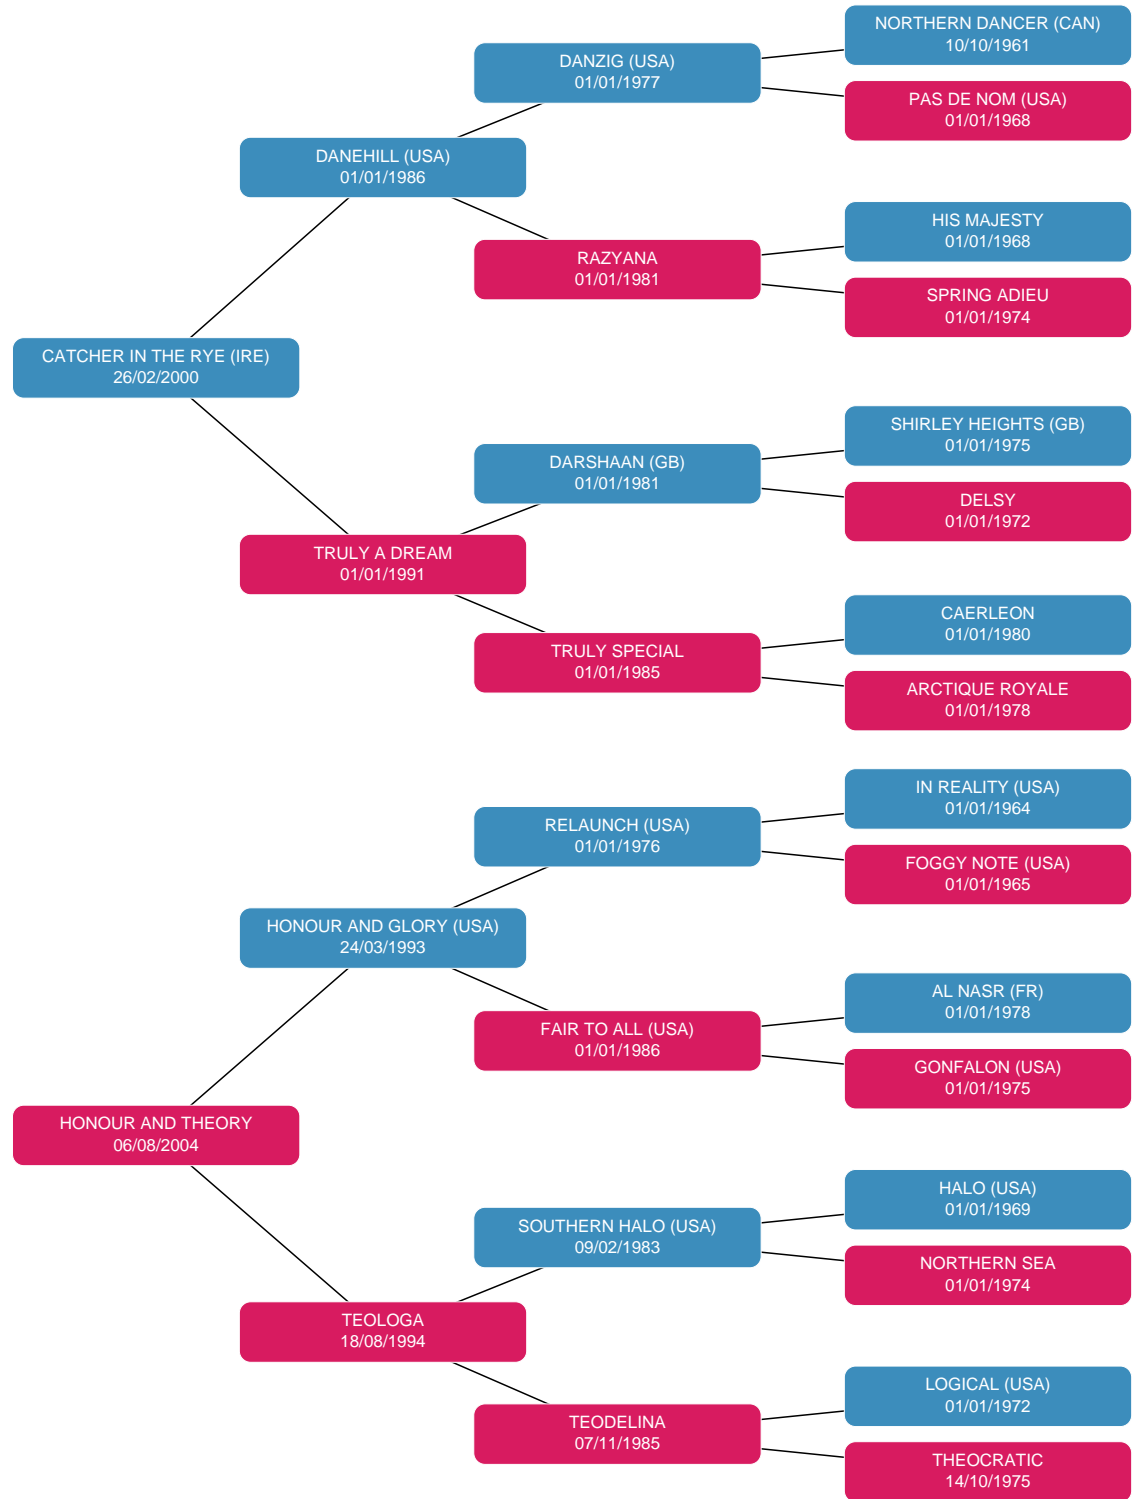 NORTHERN DANCER (CAN)
10/10/1961
DANZIG (USA)
01/01/1977
PAS DE NOM (USA)
01/01/1968
DANEHILL (USA)
01/01/1986
HIS MAJESTY
01/01/1968
RAZYANA
01/01/1981
SPRING ADIEU
01/01/1974
CATCHER IN THE RYE (IRE)
26/02/2000
SHIRLEY HEIGHTS (GB)
01/01/1975
DARSHAAN (GB)
01/01/1981
DELSY
01/01/1972
TRULY A DREAM
01/01/1991
CAERLEON
01/01/1980
TRULY SPECIAL
01/01/1985
ARCTIQUE ROYALE
01/01/1978
IN REALITY (USA)
01/01/1964
RELAUNCH (USA)
01/01/1976
FOGGY NOTE (USA)
01/01/1965
HONOUR AND GLORY (USA)
24/03/1993
AL NASR (FR)
01/01/1978
FAIR TO ALL (USA)
01/01/1986
GONFALON (USA)
01/01/1975
HONOUR AND THEORY
06/08/2004
HALO (USA)
01/01/1969
SOUTHERN HALO (USA)
09/02/1983
NORTHERN SEA
01/01/1974
TEOLOGA
18/08/1994
LOGICAL (USA)
01/01/1972
TEODELINA
07/11/1985
THEOCRATIC
14/10/1975